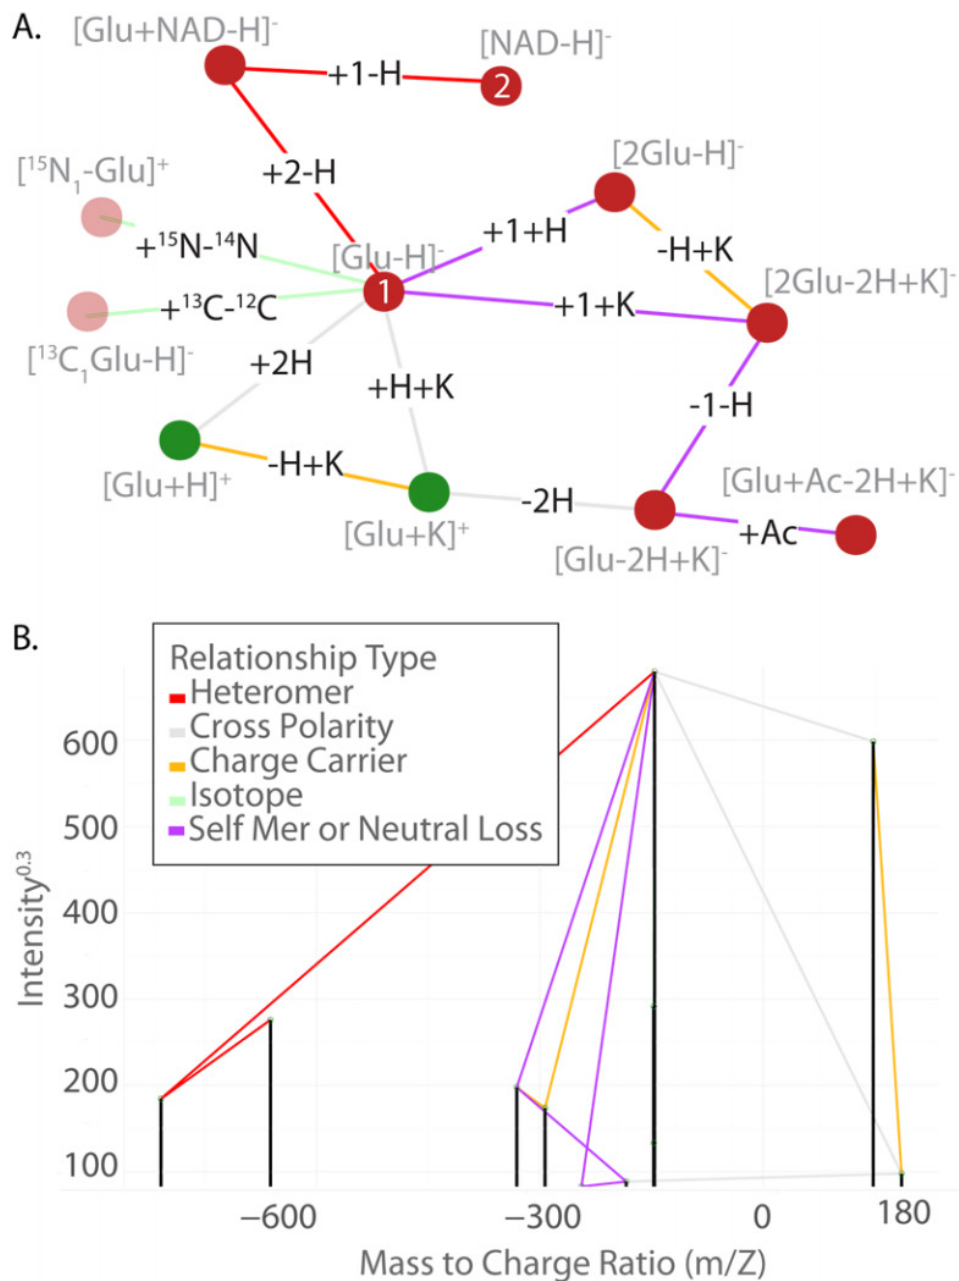 A.
[Glu+NAD-H]⁻
[NAD-H]⁻
+1-H
2
[¹⁵N₁-Glu]⁺
+2-H
[2Glu-H]⁻
+¹⁵N-¹⁴N
[Glu-H]⁻
+1+H
-H+K
[2Glu-2H+K]⁻
1
+¹³C-¹²C
+1+K
[¹³C₁Glu-H]⁻
+2H
+H+K
-1-H
-H+K
[Glu+H]⁺
[Glu+Ac-2H+K]⁻
-2H
[Glu+K]⁺
+Ac
[Glu-2H+K]⁻
B.
Relationship Type
Heteromer
Cross Polarity
Charge Carrier
Isotope
Self Mer or Neutral Loss
Intensity⁰·³
600
500
400
300
200
100
−600
−300
0
180
Mass to Charge Ratio (m/Z)